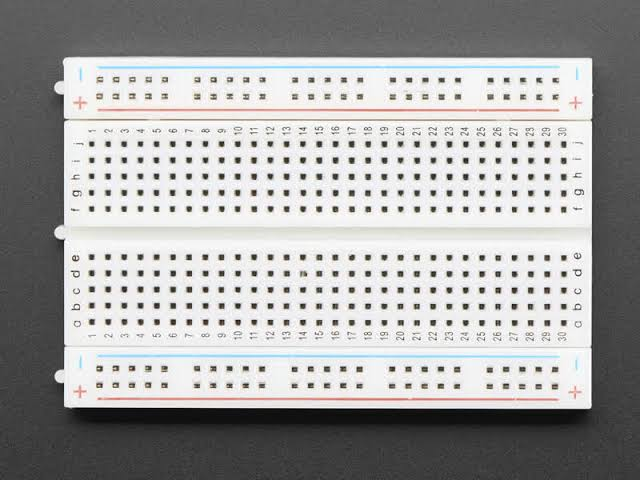 − −
+ +
1 2 3 4 5 6 7 8 9 10 11 12 13 14 15 16 17 18 19 20 21 22 23 24 25 26 27 28 29 30
j j
i i
h h
g g
f f
e e
d d
c c
b b
a a
1 2 3 4 5 6 7 8 9 10 11 12 13 14 15 16 17 18 19 20 21 22 23 24 25 26 27 28 29 30
− −
+ +